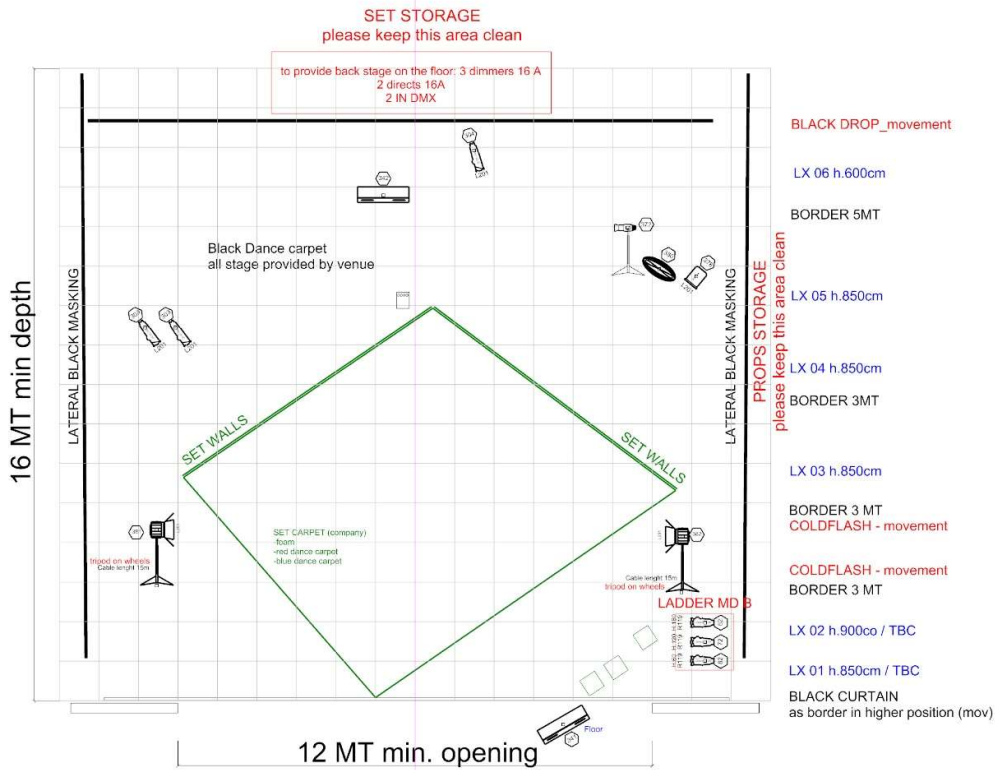 SET STORAGE
please keep this area clean
to provide back stage on the floor: 3 dimmers 16 A
2 directs 16A
2 IN DMX
BLACK DROP_movement
LX 06 h.600cm
BORDER 5MT
L201
Black Dance carpet
all stage provided by venue
L201
LX 05 h.850cm
16 MT min depth
LATERAL BLACK MASKING
LATERAL BLACK MASKING
PROPS STORAGE
please keep this area clean
LX 04 h.850cm
BORDER 3MT
SET WALLS
SET WALLS
LX 03 h.850cm
BORDER 3 MT
COLDFLASH - movement
SET CARPET (company)
-foam
-red dance carpet
-blue dance carpet
tripod on wheels
Cable lenght 15m
Cable lenght 15m
tripod on wheels
COLDFLASH - movement
BORDER 3 MT
LADDER MD B
LX 02 h.900co / TBC
LX 01 h.850cm / TBC
BLACK CURTAIN
as border in higher position (mov)
Floor
12 MT min. opening